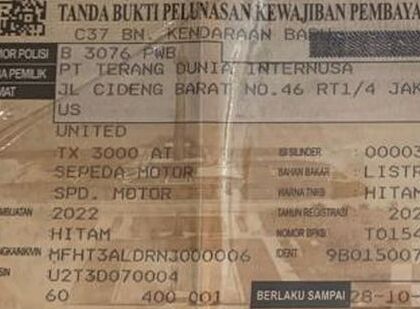 TANDA BUKTI PELUNASAN KEWAJIBAN PEMBAYA
C37 BN. KENDARAAN BARU
MOR POLISI B 3076 PWB
A PEMILIK PT TERANG DUNIA INTERNUSA
MAT JL CIDENG BARAT NO.46 RT1/4 JAK
US
UNITED
TX 3000 AT ISI SILINDER : 00003
SEPEDA MOTOR BAHAN BAKAR : LISTR
SPD. MOTOR WARNA TNKB HITAM
MBUATAN 2022 TAHUN REGISTRASI : 202
HITAM NOMOR BPKB : T0154
NGKA/NIK/VIN MFHT3ALDRNJ000006 IDENT 9B015007
SIN U2T3D070004
60 400 001 BERLAKU SAMPAI 28-10-